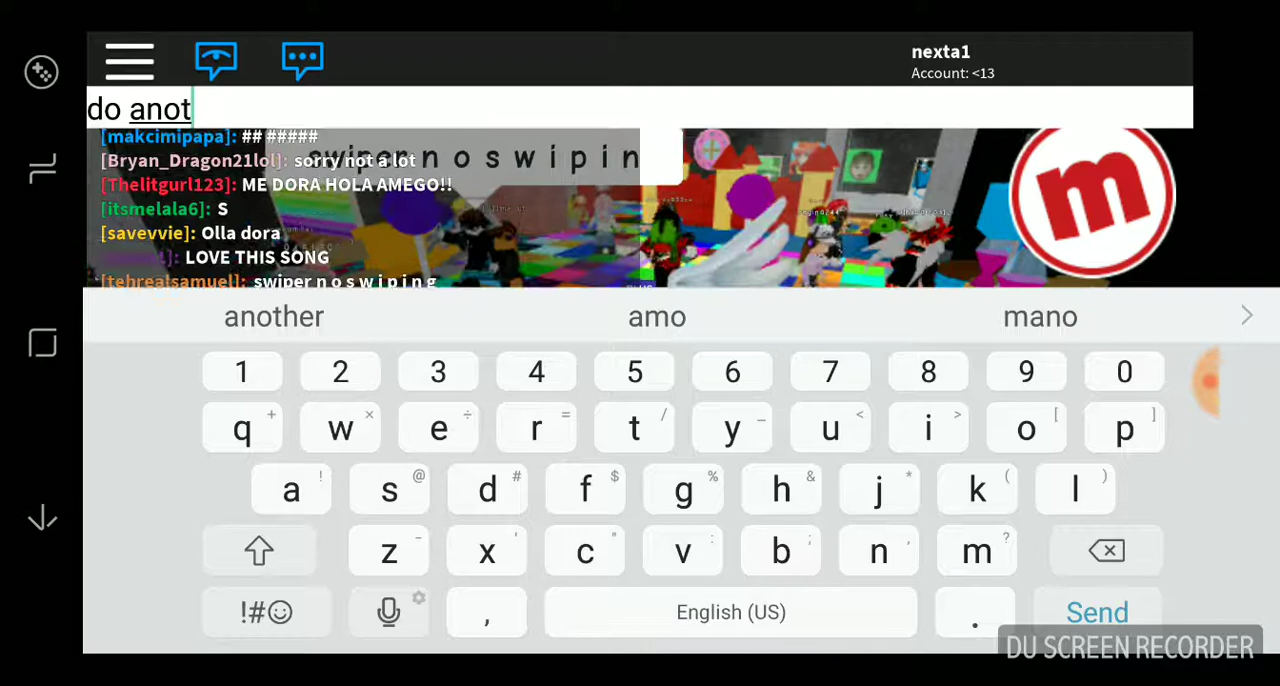 nexta1
Account: <13
do anot
[makcimipapa]: ## #####
swiper n o s w i p i n
[Bryan_Dragon21lol]: sorry not a lot
[Thelitgurl123]: ME DORA HOLA AMEGO!!
[itsmelala6]: S
[savevvie]: Olla dora
LOVE THIS SONG
[tehrealsamuel]: swiper n o s w i p i n g
m
another amo mano
1 2 3 4 5 6 7 8 9 0
q + w × e ÷ r = t / y _ u < i > o [ p ]
a ! s @ d # f $ g % h & j * k ( l )
z - x ' c " v : b ; n , m ?
!#☺ , English (US) . Send
DU SCREEN RECORDER